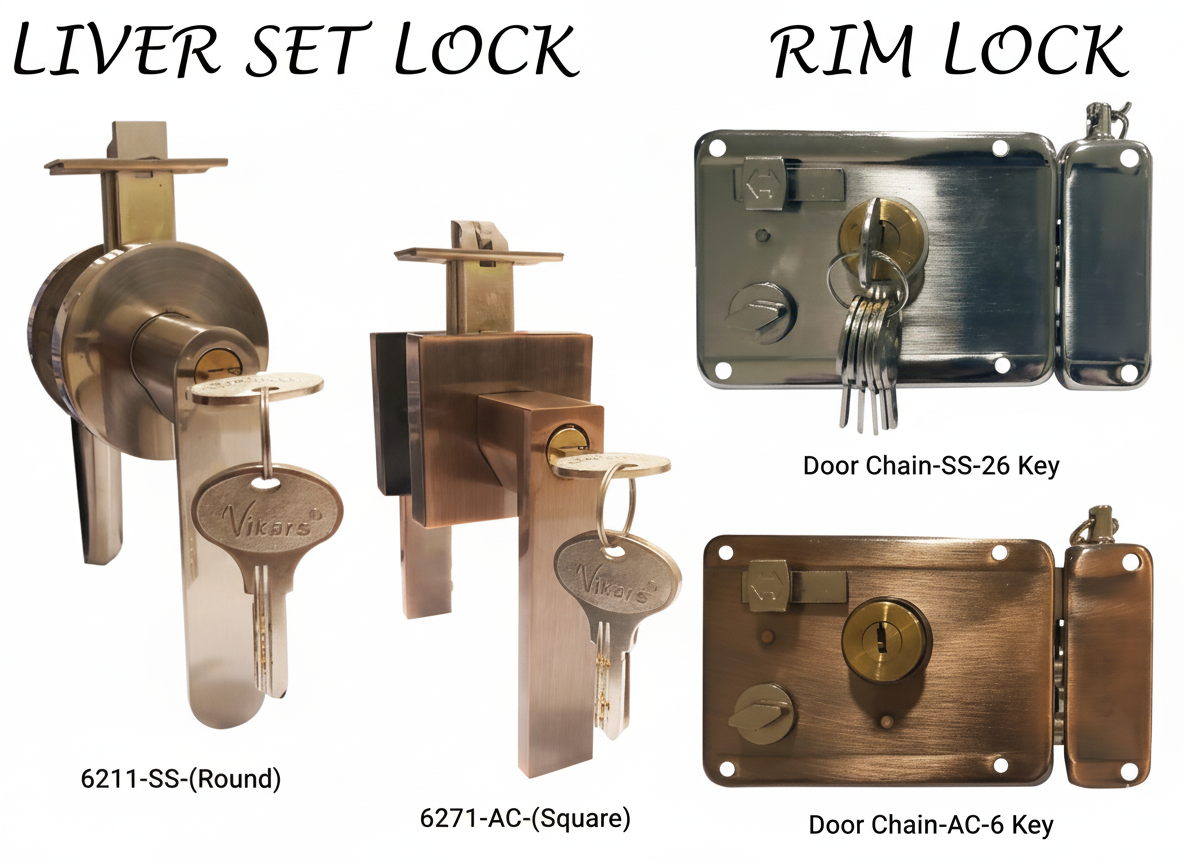 LIVER SET LOCK
RIM LOCK
Vikars®
Vikars®
Door Chain-SS-26 Key
6211-SS-(Round)
6271-AC-(Square)
Door Chain-AC-6 Key